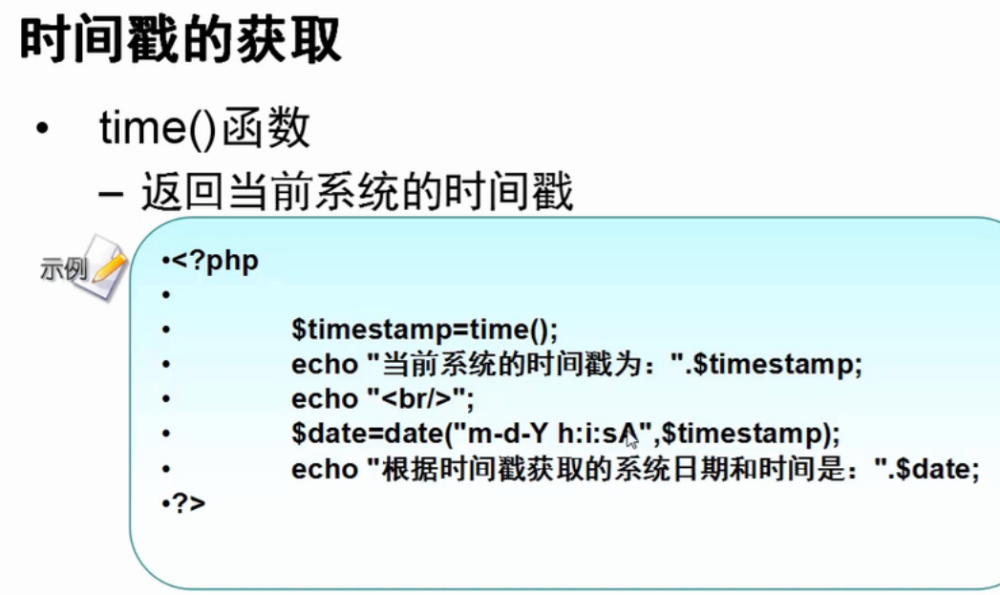 时间戳的获取
• time()函数
– 返回当前系统的时间戳
示例
•<?php
•
• $timestamp=time();
• echo "当前系统的时间戳为：".$timestamp;
• echo "<br/>";
• $date=date("m-d-Y h:i:sA",$timestamp);
• echo "根据时间戳获取的系统日期和时间是：".$date;
•?>